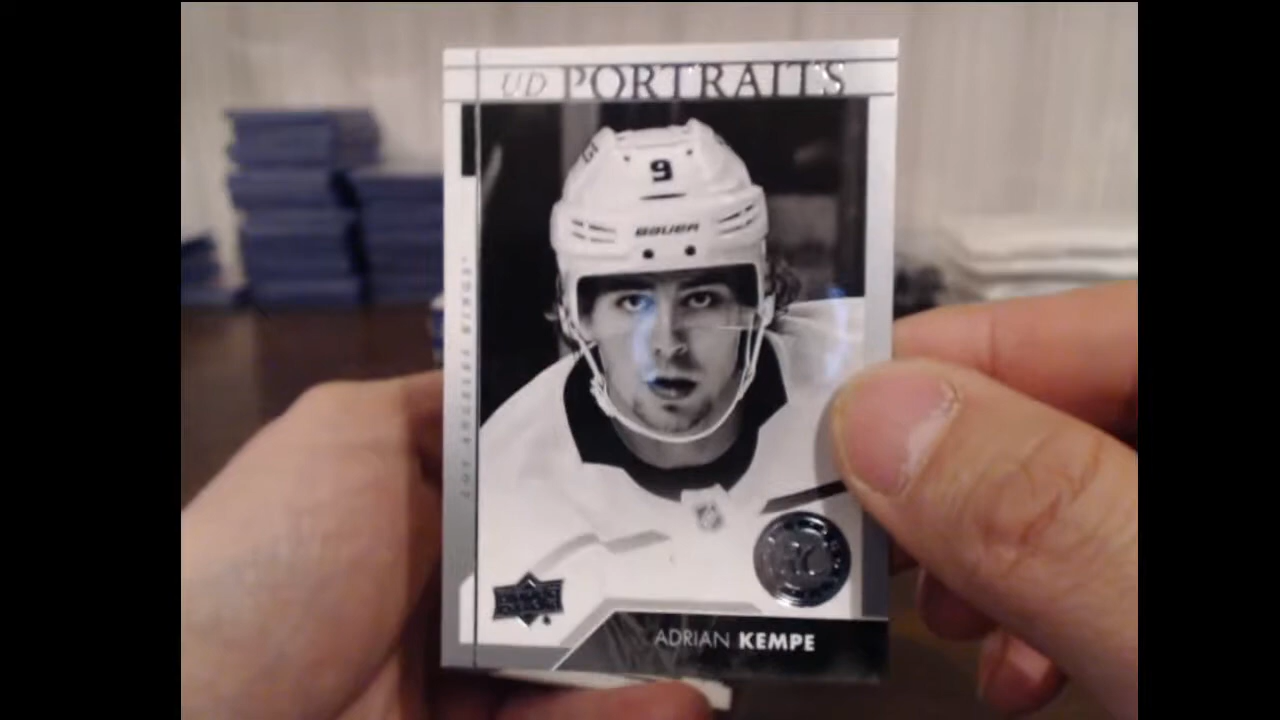 UD PORTRAITS
9
BAUER
LOS ANGELES KINGS
UPPER DECK
ADRIAN KEMPE